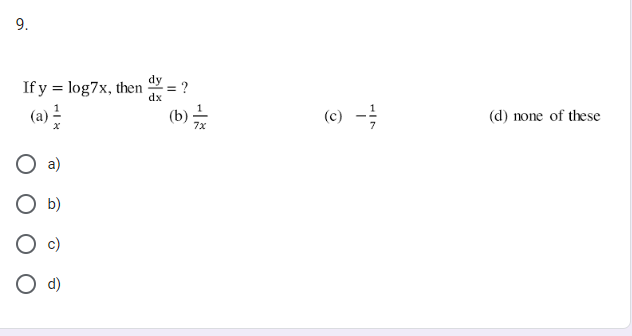 9.
If y = log7x, then dy/dx = ?
(a) 1/x (b) 1/7x (c) −1/7 (d) none of these
a)
b)
c)
d)